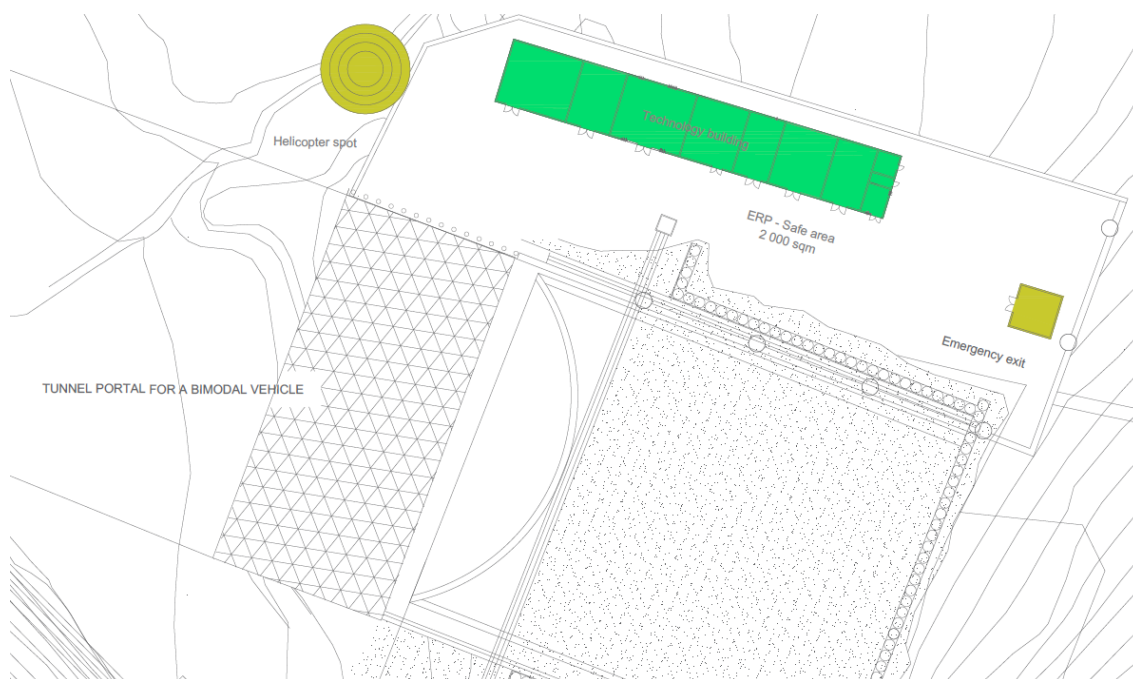 Technology building
Helicopter spot
ERP - Safe area
2 000 sqm
Emergency exit
TUNNEL PORTAL FOR A BIMODAL VEHICLE